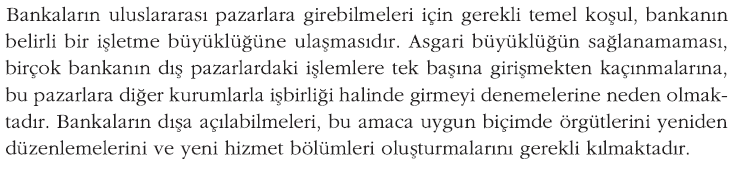 Bankaların uluslararası pazarlara girebilmeleri için gerekli temel koşul, bankanın
belirli bir işletme büyüklüğüne ulaşmasıdır. Asgari büyüklüğün sağlanamaması,
birçok bankanın dış pazarlardaki işlemlere tek başına girişmekten kaçınmalarına,
bu pazarlara diğer kurumlarla işbirliği halinde girmeyi denemelerine neden olmak-
tadır. Bankaların dışa açılabilmeleri, bu amaca uygun biçimde örgütlerini yeniden
düzenlemelerini ve yeni hizmet bölümleri oluşturmalarını gerekli kılmaktadır.